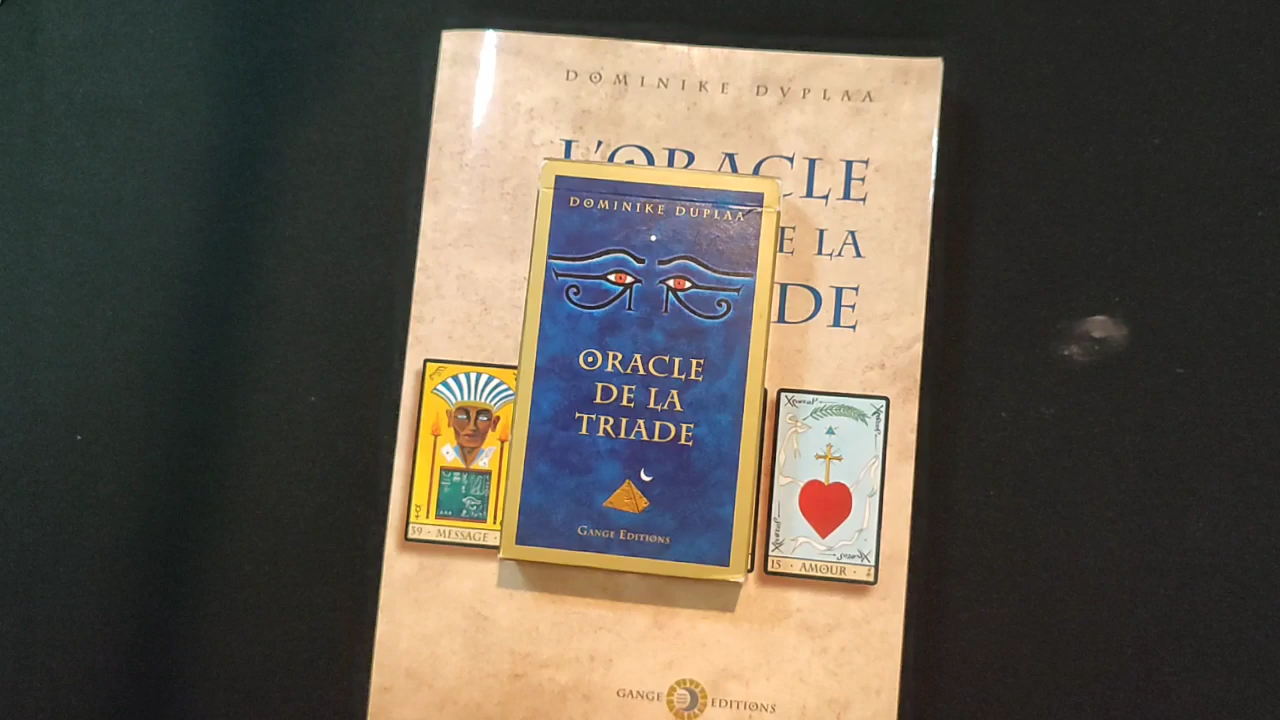 DOMINIKE DUPLAA
L'ORACLE
E LA
DE
DOMINIKE DUPLAA
ORACLE
DE LA
TRIADE
GANGE EDITIONS
59 · MESSAGE ·
15 · AMOUR ·
GANGE EDITIONS